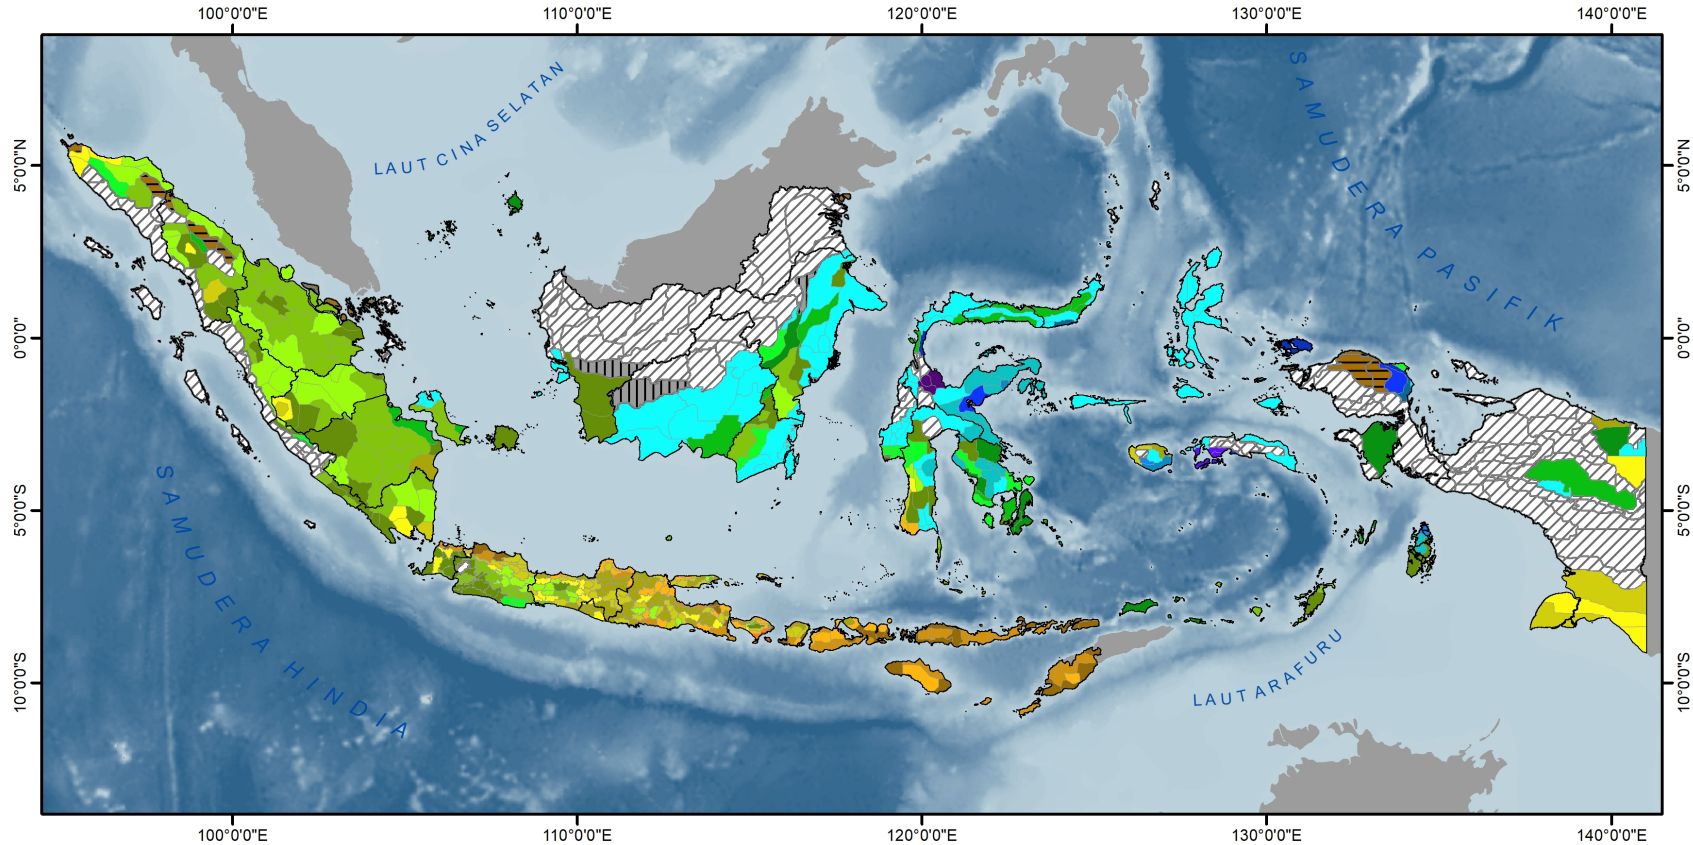 100°0'0"E 110°0'0"E 120°0'0"E 130°0'0"E 140°0'0"E
LAUT CINA SELATAN
SAMUDERA PASIFIK
5°0'0"N 5°0'0"N
0°0'0" 0°0'0"
5°0'0"S 5°0'0"S
10°0'0"S 10°0'0"S
SAMUDERA HINDIA
LAUT ARAFURU
100°0'0"E 110°0'0"E 120°0'0"E 130°0'0"E 140°0'0"E